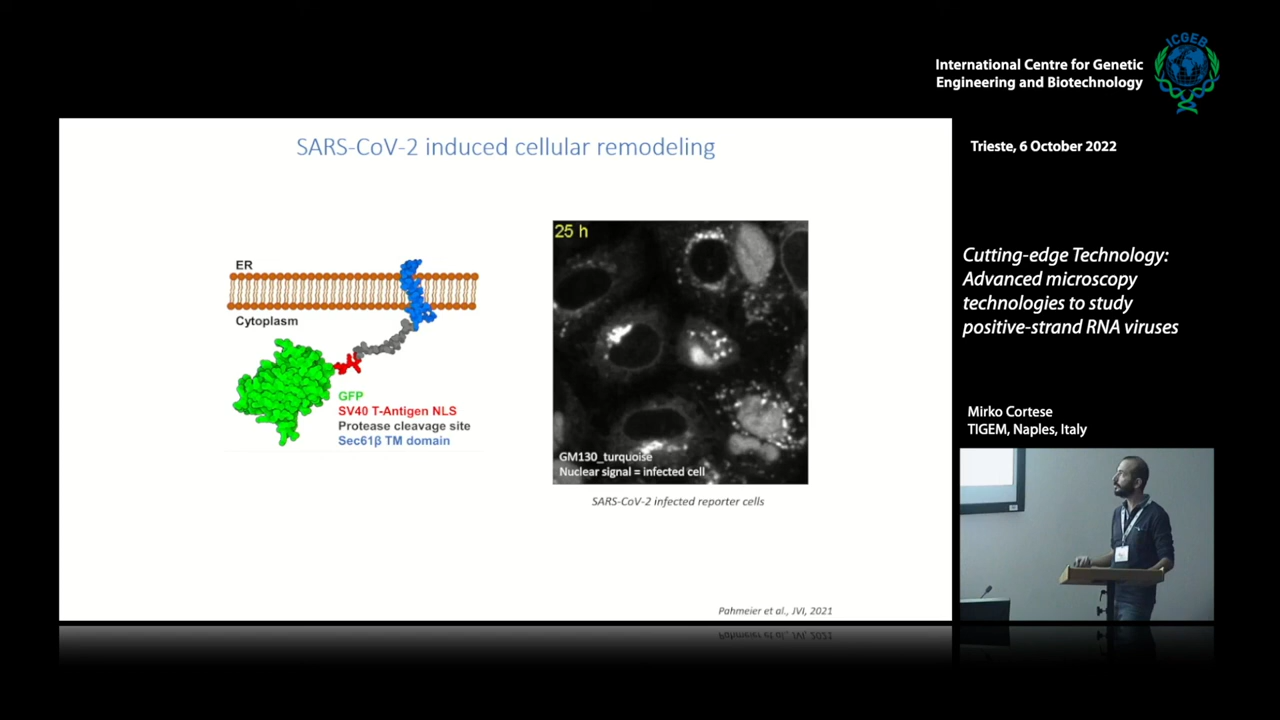 ICGEB
International Centre for Genetic
Engineering and Biotechnology
SARS-CoV-2 induced cellular remodeling
Trieste, 6 October 2022
25 h
ER
Cytoplasm
GFP
SV40 T-Antigen NLS
Protease cleavage site
Sec61β TM domain
GM130_turquoise
Nuclear signal = infected cell
SARS-CoV-2 infected reporter cells
Pahmeier et al., JVI, 2021
Cutting-edge Technology:
Advanced microscopy
technologies to study
positive-strand RNA viruses
Mirko Cortese
TIGEM, Naples, Italy